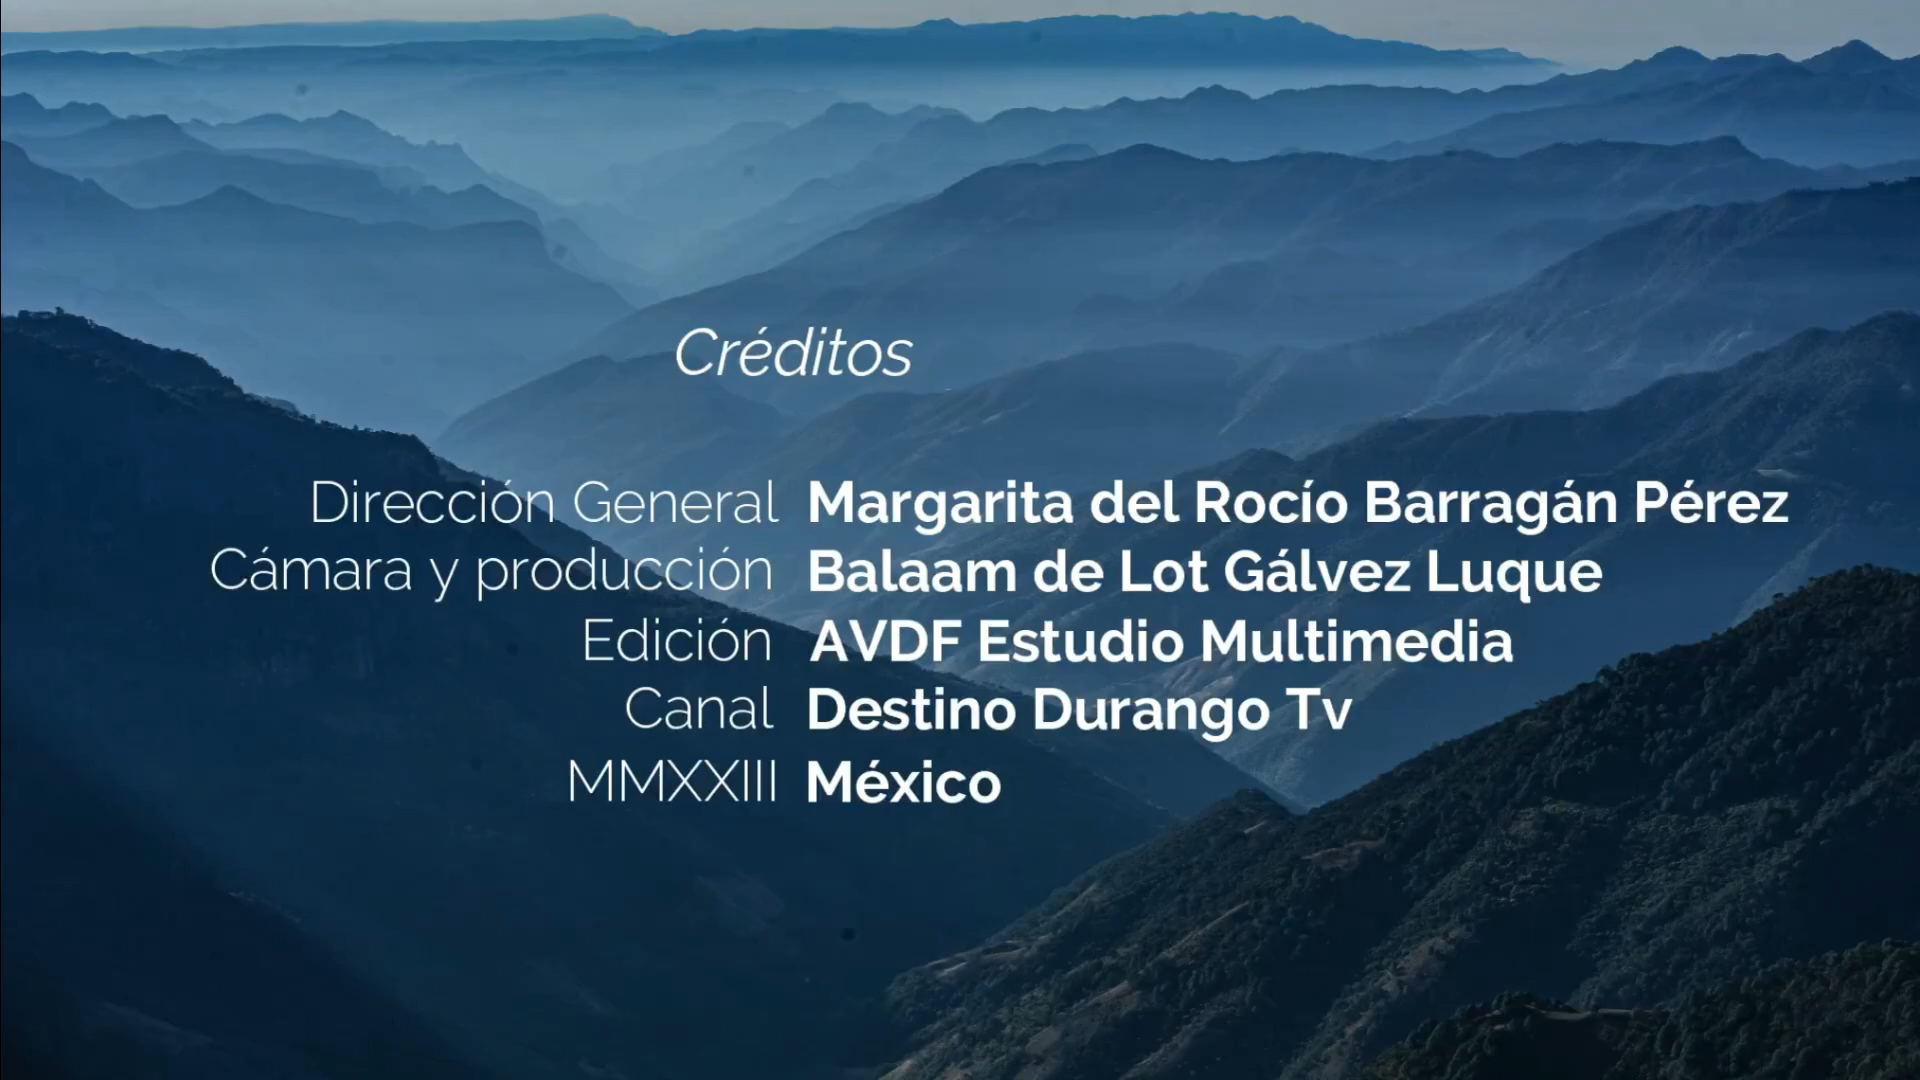 Créditos
Dirección General Margarita del Rocío Barragán Pérez
Cámara y producción Balaam de Lot Gálvez Luque
Edición AVDF Estudio Multimedia
Canal Destino Durango Tv
MMXXIII México